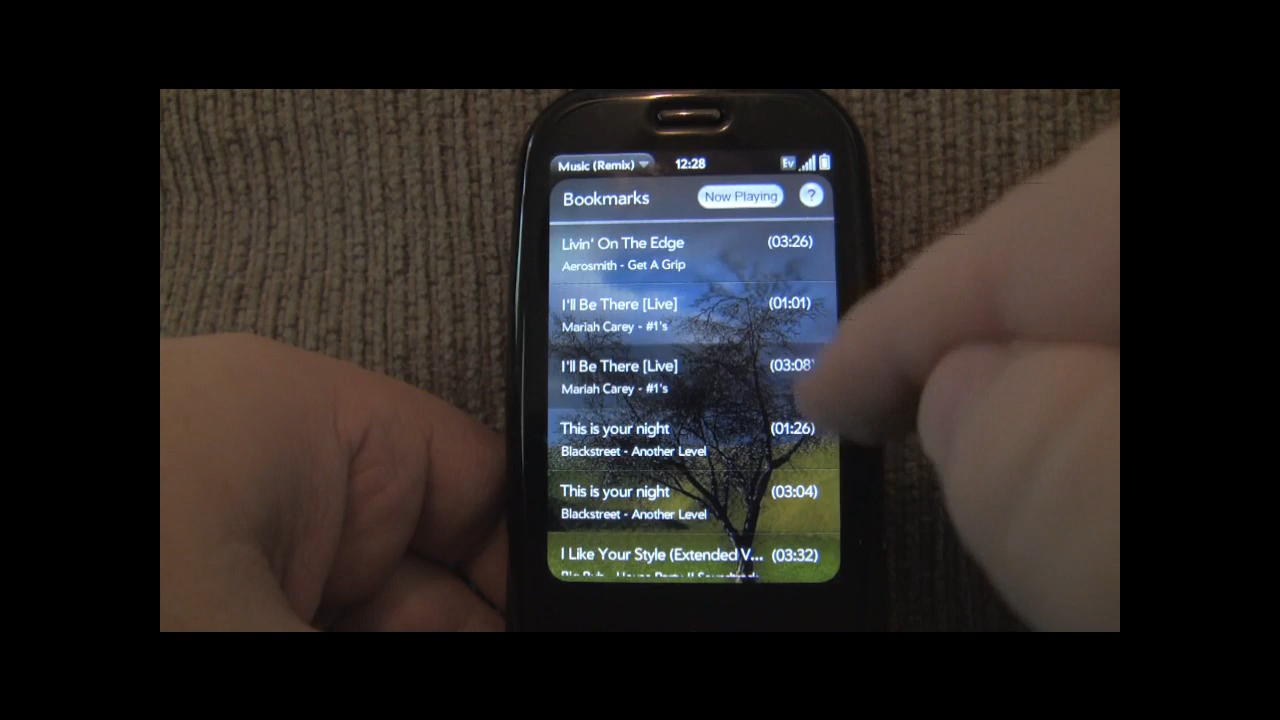 Music (Remix) 12:28 Ev
Bookmarks Now Playing ?
Livin' On The Edge (03:26)
Aerosmith - Get A Grip
I'll Be There [Live] (01:01)
Mariah Carey - #1's
I'll Be There [Live] (03:08)
Mariah Carey - #1's
This is your night (01:26)
Blackstreet - Another Level
This is your night (03:04)
Blackstreet - Another Level
I Like Your Style (Extended V... (03:32)